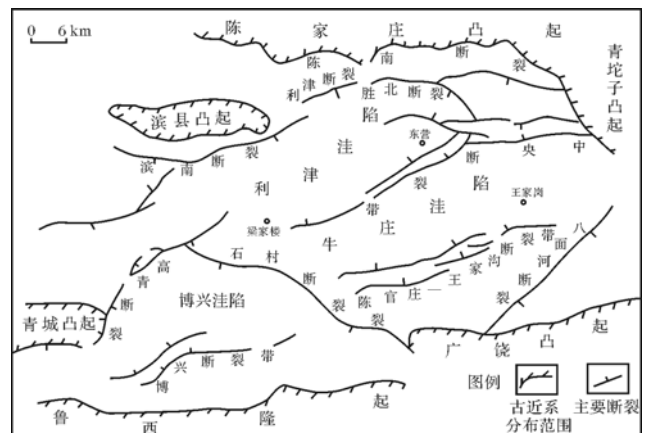 0 6 km
陈家庄凸起
陈南断裂
利津断裂
胜北断裂
青坨子凸起
滨县凸起
滨南断裂
利津洼陷
东营
中央断裂带
王家岗
梁家楼
牛庄洼陷
八面河断裂
石村断裂
陈官庄—王家沟断裂带
高青断裂
博兴洼陷
青城凸起
博兴断裂带
广饶凸起
鲁西隆起
图例
古近系
分布范围
主要断裂